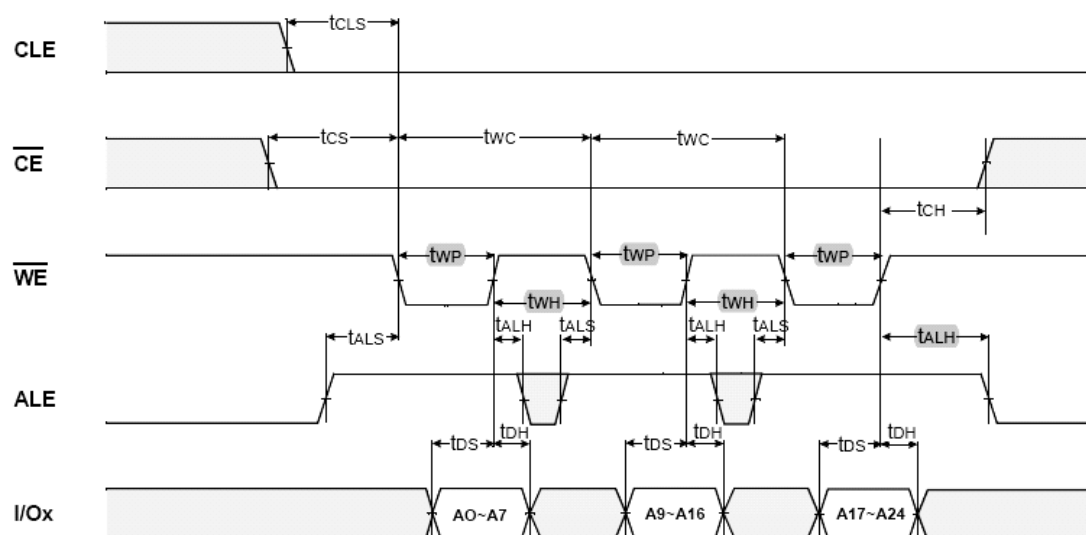 CLE tCLS
CE tCS tWC tWC tCH
WE tWP tWP tWP
tWH tWH
tALS tALH tALS tALH tALS tALH
ALE
tDS tDH tDS tDH tDS tDH
I/Ox AO~A7 A9~A16 A17~A24